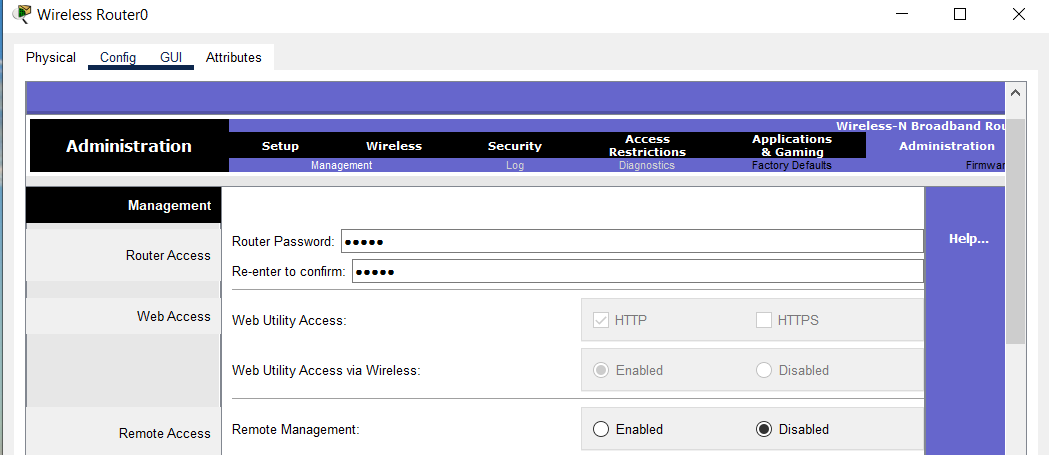 Wireless Router0
Physical Config GUI Attributes
Wireless-N Broadband Rou
Administration Setup Wireless Security Access Restrictions Applications & Gaming Administration
Management Log Diagnostics Factory Defaults Firmwar
Management
Router Access
Router Password: •••••
Re-enter to confirm: •••••
Help...
Web Access
Web Utility Access: HTTP HTTPS
Web Utility Access via Wireless: Enabled Disabled
Remote Access
Remote Management: Enabled Disabled